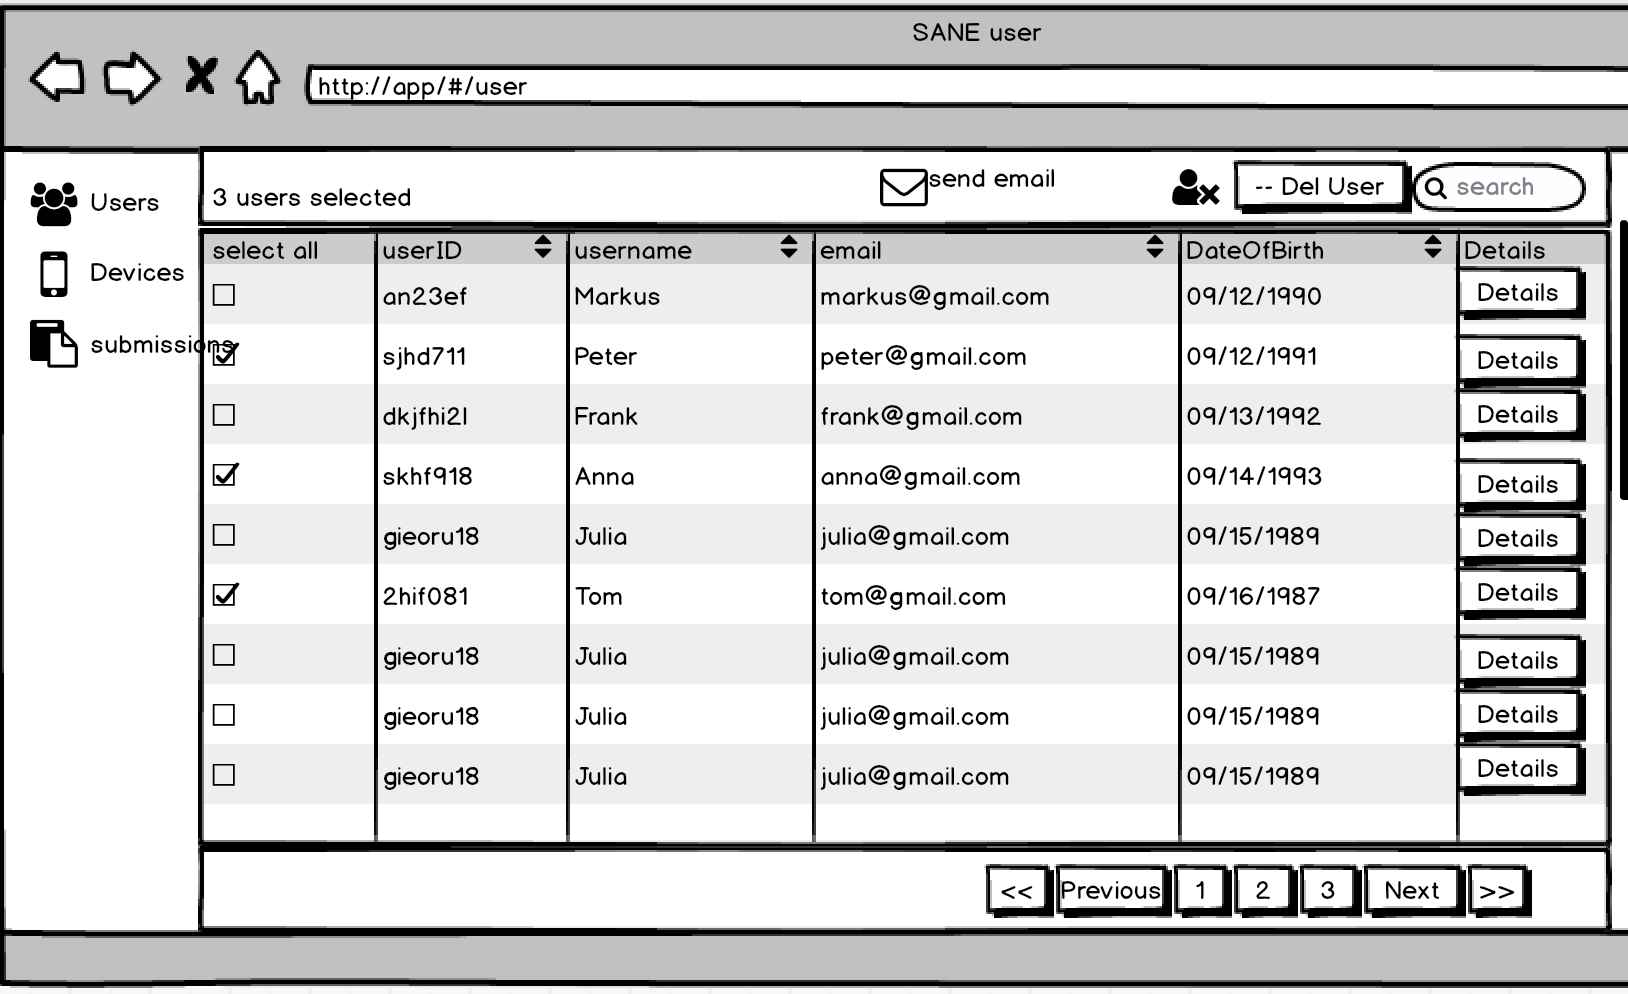 SANE user
http://app/#/user
Users
Devices
submissions
3 users selected
send email
-- Del User
search
select all userID username email DateOfBirth Details
an23ef Markus markus@gmail.com 09/12/1990 Details
sjhd711 Peter peter@gmail.com 09/12/1991 Details
dkjfhi2l Frank frank@gmail.com 09/13/1992 Details
skhf918 Anna anna@gmail.com 09/14/1993 Details
gieoru18 Julia julia@gmail.com 09/15/1989 Details
2hif081 Tom tom@gmail.com 09/16/1987 Details
gieoru18 Julia julia@gmail.com 09/15/1989 Details
gieoru18 Julia julia@gmail.com 09/15/1989 Details
gieoru18 Julia julia@gmail.com 09/15/1989 Details
<< Previous 1 2 3 Next >>